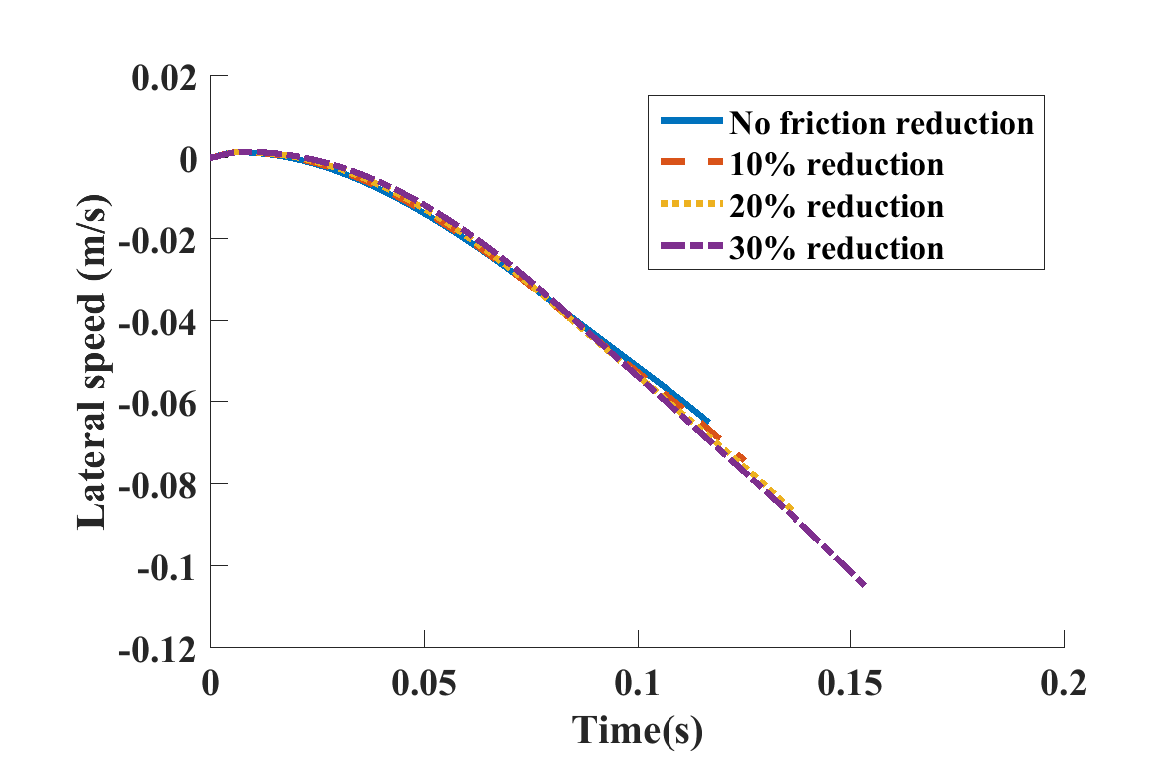 0.02
0
-0.02
-0.04
-0.06
-0.08
-0.1
-0.12
Lateral speed (m/s)
No friction reduction
10% reduction
20% reduction
30% reduction
0
0.05
0.1
0.15
0.2
Time(s)